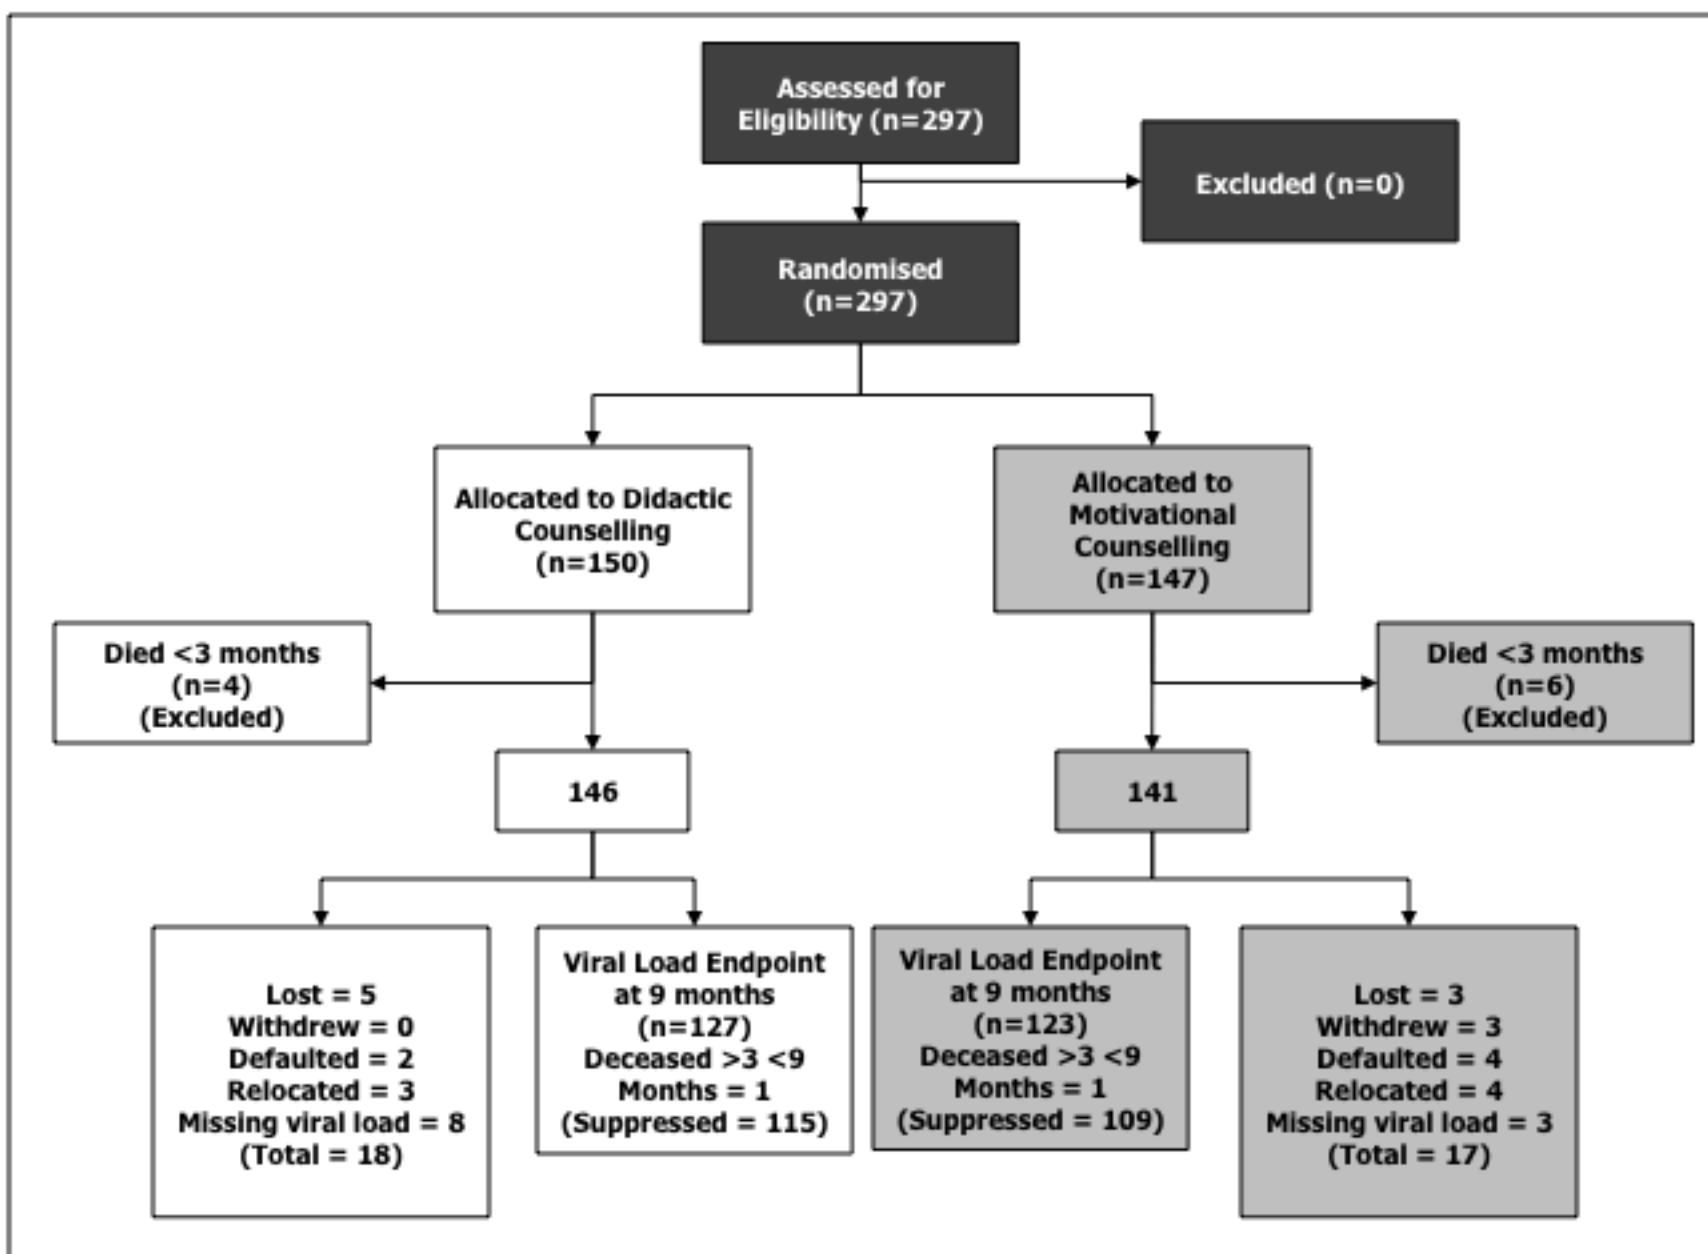 Assessed for
Eligibility (n=297)
Excluded (n=0)
Randomised
(n=297)
Allocated to Didactic
Counselling
(n=150)
Allocated to
Motivational
Counselling
(n=147)
Died <3 months
(n=4)
(Excluded)
Died <3 months
(n=6)
(Excluded)
146
141
Lost = 5
Withdrew = 0
Defaulted = 2
Relocated = 3
Missing viral load = 8
(Total = 18)
Viral Load Endpoint
at 9 months
(n=127)
Deceased >3 <9
Months = 1
(Suppressed = 115)
Viral Load Endpoint
at 9 months
(n=123)
Deceased >3 <9
Months = 1
(Suppressed = 109)
Lost = 3
Withdrew = 3
Defaulted = 4
Relocated = 4
Missing viral load = 3
(Total = 17)